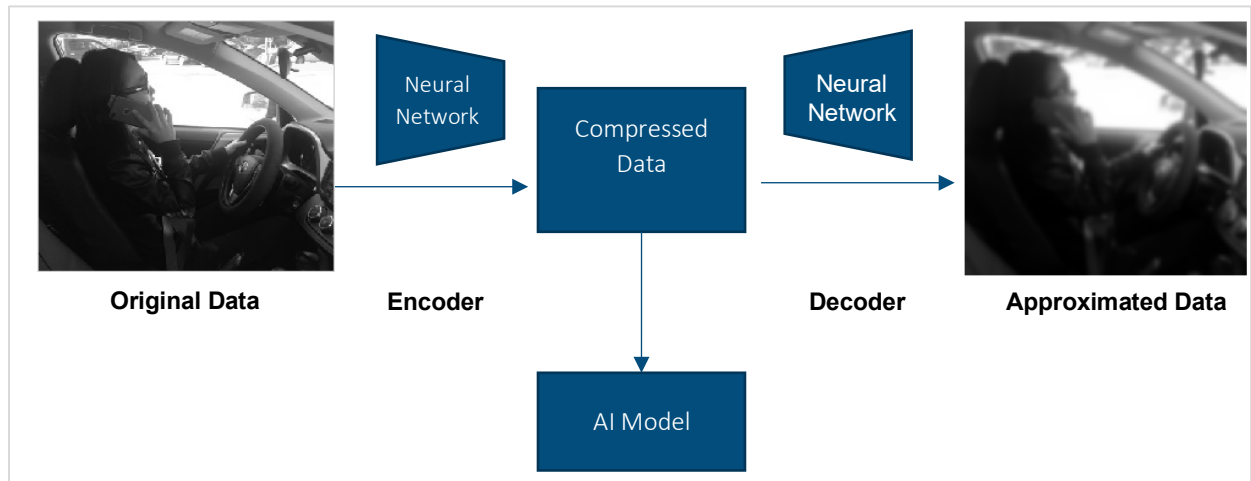 Neural
Network
Compressed
Data
Neural
Network
Original Data
Encoder
Decoder
Approximated Data
AI Model